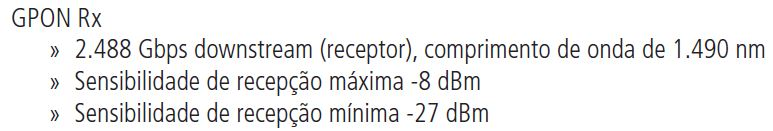 GPON Rx
» 2.488 Gbps downstream (receptor), comprimento de onda de 1.490 nm
» Sensibilidade de recepção máxima -8 dBm
» Sensibilidade de recepção mínima -27 dBm